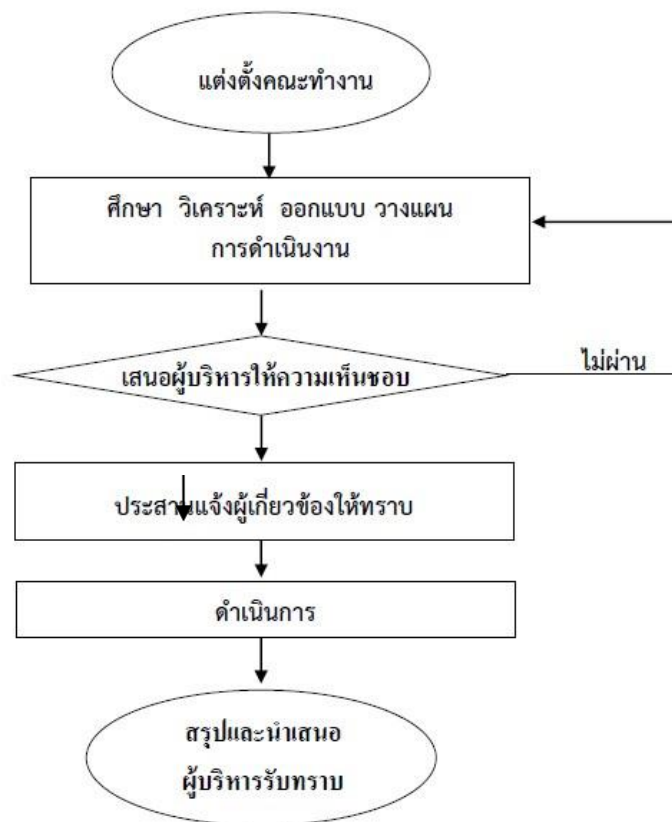 แต่งตั้งคณะทำงาน
ศึกษา วิเคราะห์ ออกแบบ วางแผน
การดำเนินงาน
เสนอผู้บริหารให้ความเห็นชอบ
ไม่ผ่าน
ประสานแจ้งผู้เกี่ยวข้องให้ทราบ
ดำเนินการ
สรุปและนำเสนอ
ผู้บริหารรับทราบ